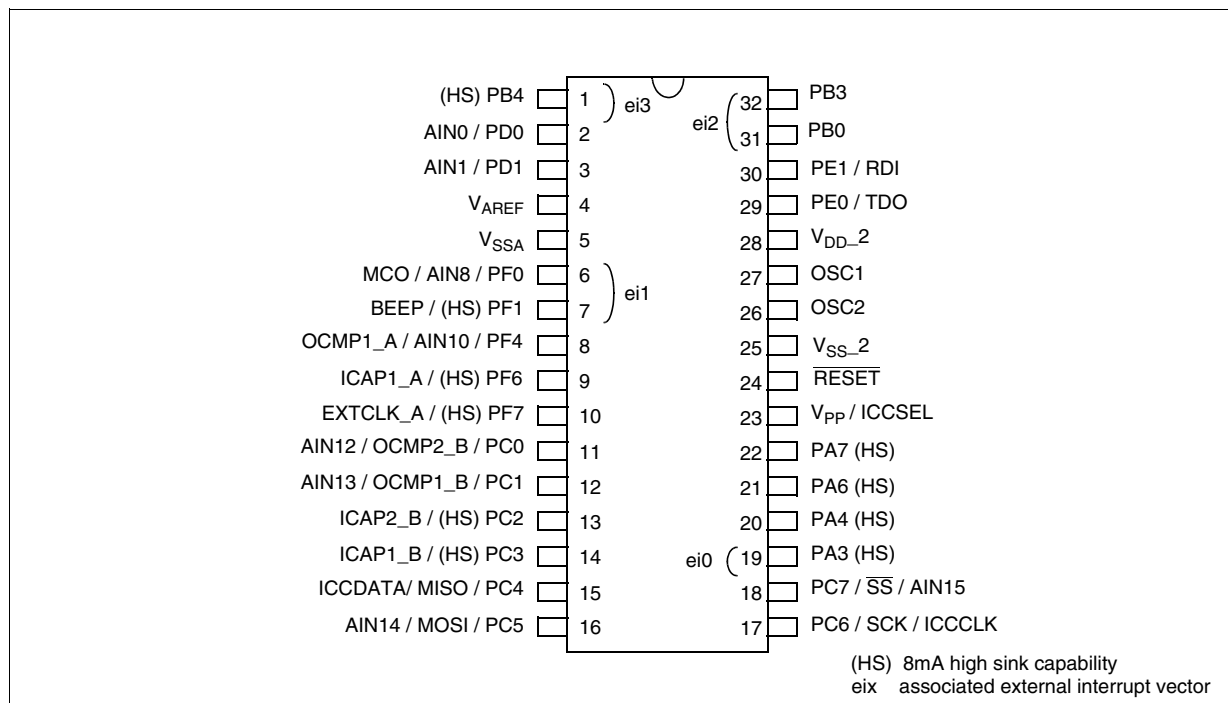 (HS) PB4
AIN0 / PD0
AIN1 / PD1
VAREF
VSSA
MCO / AIN8 / PF0
BEEP / (HS) PF1
OCMP1_A / AIN10 / PF4
ICAP1_A / (HS) PF6
EXTCLK_A / (HS) PF7
AIN12 / OCMP2_B / PC0
AIN13 / OCMP1_B / PC1
ICAP2_B / (HS) PC2
ICAP1_B / (HS) PC3
ICCDATA/ MISO / PC4
AIN14 / MOSI / PC5
1
2
3
4
5
6
7
8
9
10
11
12
13
14
15
16
ei3
ei1
ei2
ei0
32
31
30
29
28
27
26
25
24
23
22
21
20
19
18
17
PB3
PB0
PE1 / RDI
PE0 / TDO
VDD_2
OSC1
OSC2
VSS_2
RESET
VPP / ICCSEL
PA7 (HS)
PA6 (HS)
PA4 (HS)
PA3 (HS)
PC7 / SS / AIN15
PC6 / SCK / ICCCLK
(HS) 8mA high sink capability
eix associated external interrupt vector